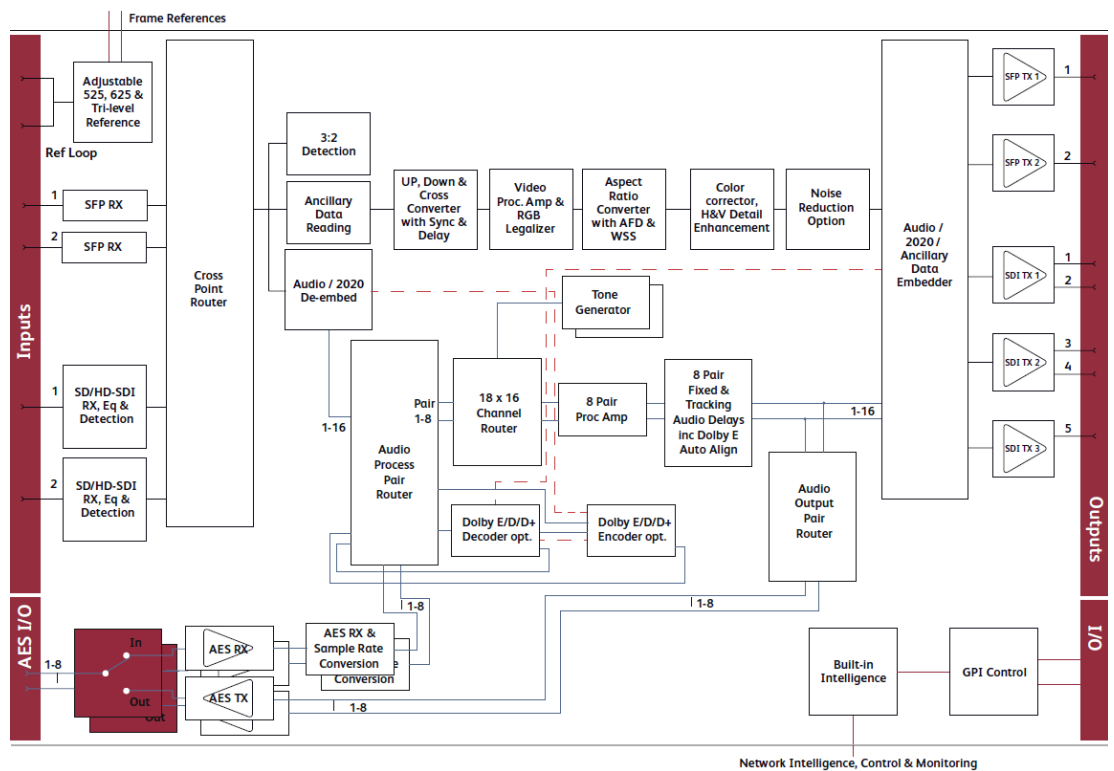 Frame References
Adjustable
525, 625 &
Tri-level
Reference
Ref Loop
1
SFP RX
2
SFP RX
Inputs
1
SD/HD-SDI
RX, Eq &
Detection
2
SD/HD-SDI
RX, Eq &
Detection
Cross
Point
Router
3:2
Detection
Ancillary
Data
Reading
Audio / 2020
De-embed
UP, Down &
Cross
Converter
with Sync &
Delay
Video
Proc. Amp &
RGB
Legalizer
Aspect
Ratio
Converter
with AFD &
WSS
Color
corrector,
H&V Detail
Enhancement
Noise
Reduction
Option
Tone
Generator
1-16
Audio
Process
Pair
Router
Pair
1-8
18 x 16
Channel
Router
8 Pair
Proc Amp
8 Pair
Fixed &
Tracking
Audio Delays
inc Dolby E
Auto Align
1-16
Dolby E/D/D+
Decoder opt.
Dolby E/D/D+
Encoder opt.
Audio
Output
Pair
Router
Audio /
2020 /
Ancillary
Data
Embedder
SFP TX 1
1
SFP TX 2
2
SDI TX 1
1
2
SDI TX 2
3
4
SDI TX 3
5
Outputs
AES I/O
1-8
In
Out
Out
AES RX
AES TX
AES RX &
Sample Rate
Conversion
Conversion
1-8
1-8
1-8
Built-in
Intelligence
GPI Control
I/O
Network Intelligence, Control & Monitoring